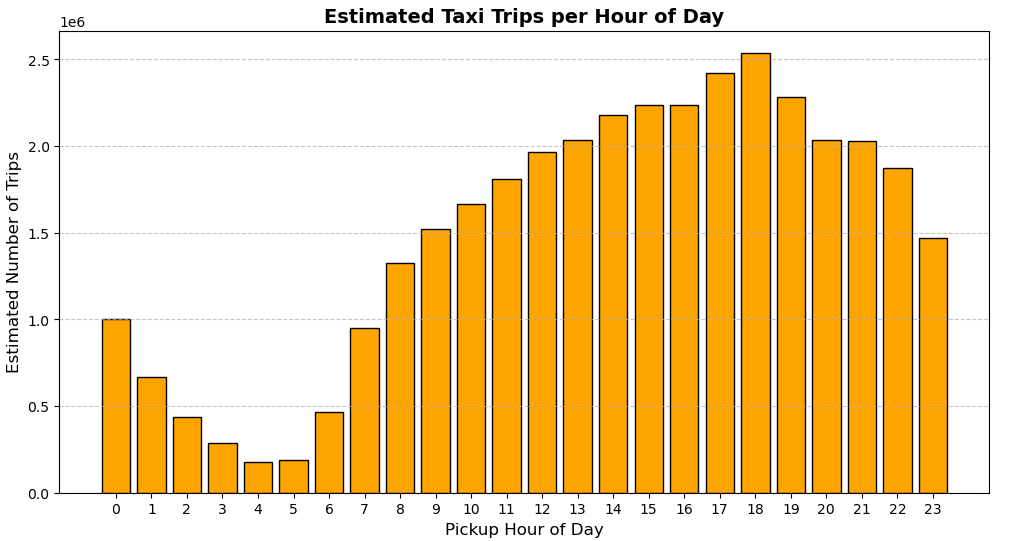 Estimated Taxi Trips per Hour of Day
1e6
2.5
2.0
1.5
1.0
0.5
0.0
Estimated Number of Trips
0 1 2 3 4 5 6 7 8 9 10 11 12 13 14 15 16 17 18 19 20 21 22 23
Pickup Hour of Day